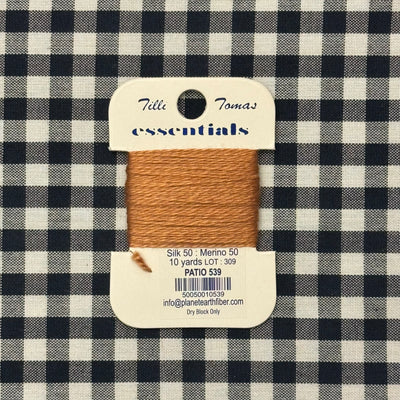 Tilli Tomas
essentials
Silk 50 : Merino 50
10 yards LOT : 309
PATIO 539
50050010539
info@planetearthfiber.com
Dry Block Only